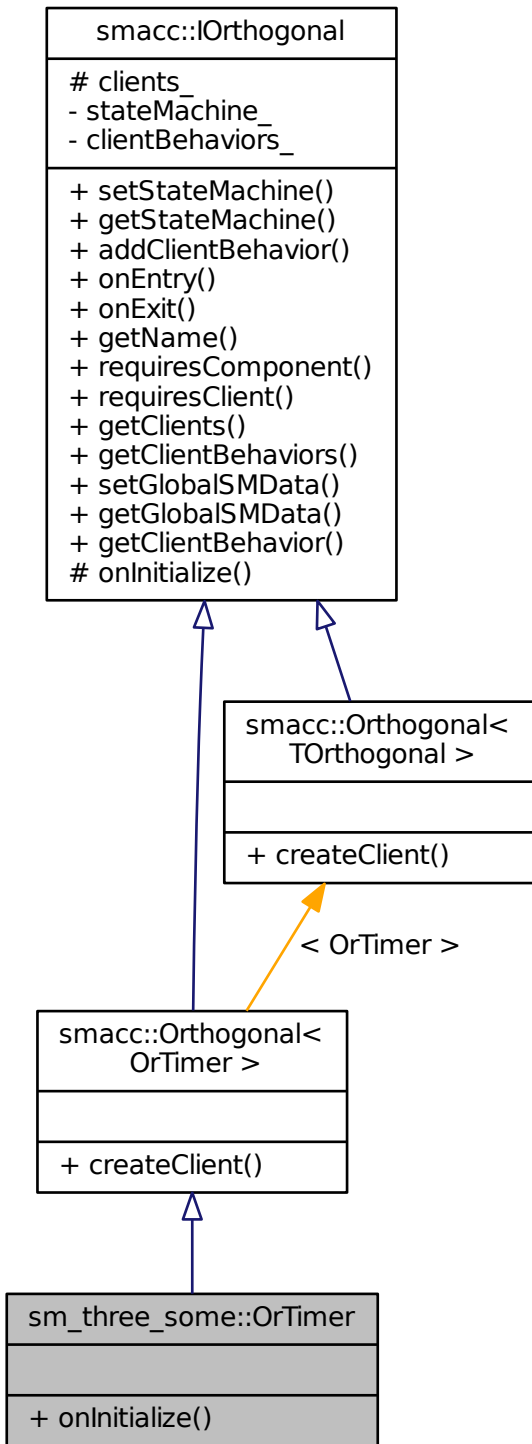 smacc::IOrthogonal
# clients_
- stateMachine_
- clientBehaviors_
+ setStateMachine()
+ getStateMachine()
+ addClientBehavior()
+ onEntry()
+ onExit()
+ getName()
+ requiresComponent()
+ requiresClient()
+ getClients()
+ getClientBehaviors()
+ setGlobalSMData()
+ getGlobalSMData()
+ getClientBehavior()
# onInitialize()
smacc::Orthogonal<
TOrthogonal >
+ createClient()
< OrTimer >
smacc::Orthogonal<
OrTimer >
+ createClient()
sm_three_some::OrTimer
+ onInitialize()